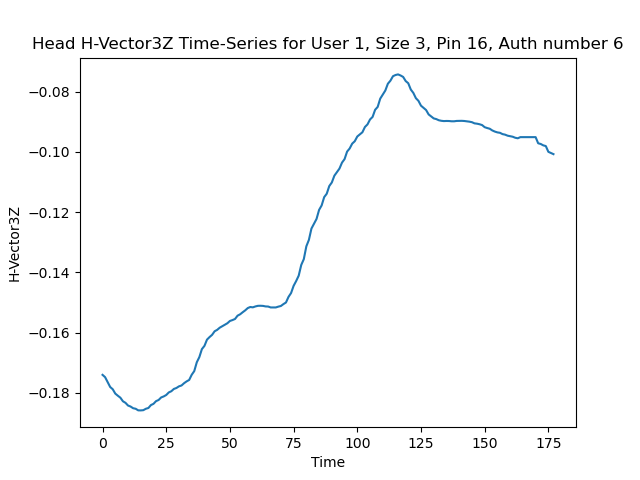 Head H-Vector3Z Time-Series for User 1, Size 3, Pin 16, Auth number 6
H-Vector3Z
−0.08
−0.10
−0.12
−0.14
−0.16
−0.18
0 25 50 75 100 125 150 175
Time